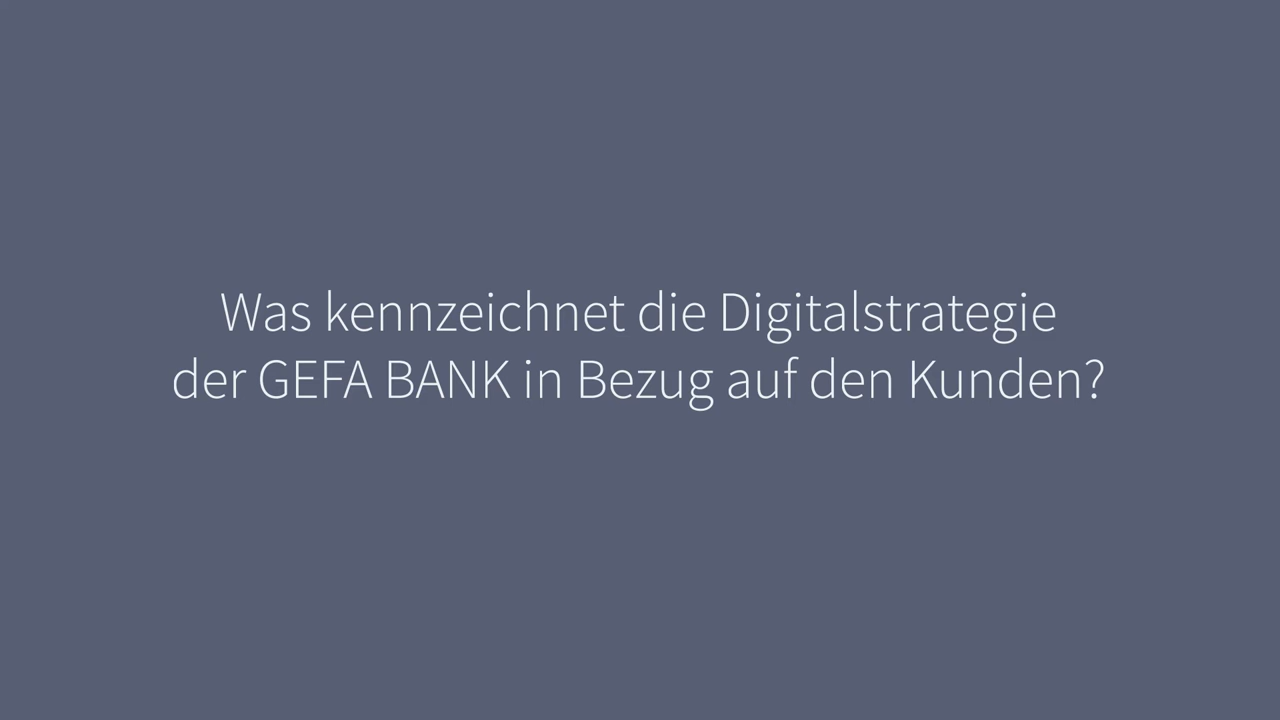 Was kennzeichnet die Digitalstrategie
der GEFA BANK in Bezug auf den Kunden?